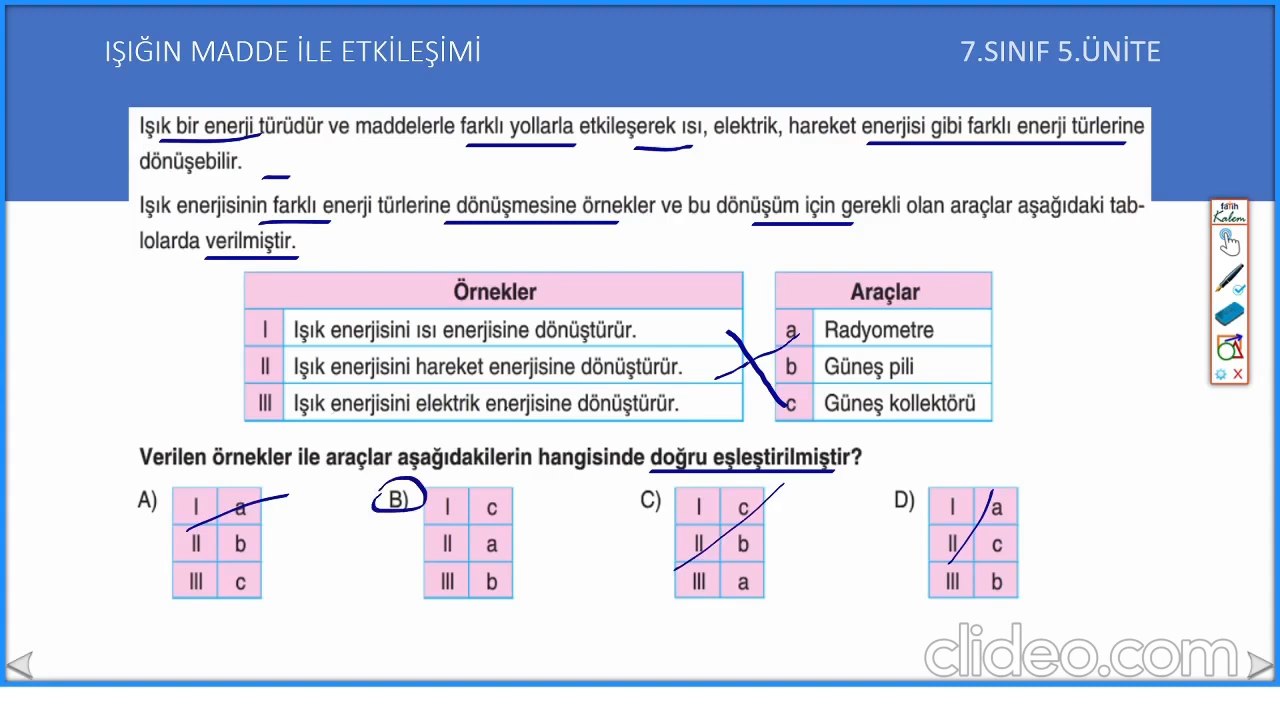 IŞIĞIN MADDE İLE ETKİLEŞİMİ
7.SINIF 5.ÜNİTE
Işık bir enerji türüdür ve maddelerle farklı yollarla etkileşerek ısı, elektrik, hareket enerjisi gibi farklı enerji türlerine
dönüşebilir.
Işık enerjisinin farklı enerji türlerine dönüşmesine örnekler ve bu dönüşüm için gerekli olan araçlar aşağıdaki tab-
lolarda verilmiştir.
Örnekler
I Işık enerjisini ısı enerjisine dönüştürür.
II Işık enerjisini hareket enerjisine dönüştürür.
III Işık enerjisini elektrik enerjisine dönüştürür.
Araçlar
a Radyometre
b Güneş pili
c Güneş kollektörü
Verilen örnekler ile araçlar aşağıdakilerin hangisinde doğru eşleştirilmiştir?
A) I a
II b
III c
B) I c
II a
III b
C) I c
II b
III a
D) I a
II c
III b
fatih
Kalem
clideo.com